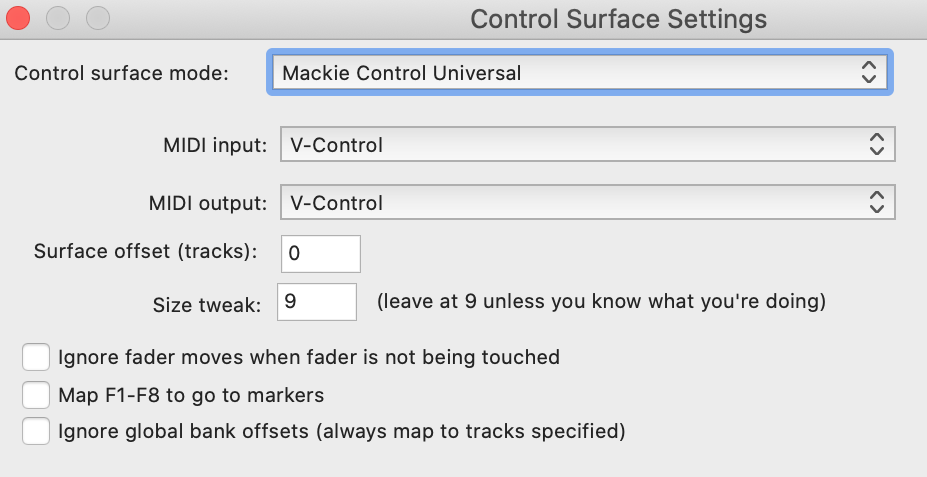 Control Surface Settings
Control surface mode: Mackie Control Universal
MIDI input: V-Control
MIDI output: V-Control
Surface offset (tracks): 0
Size tweak: 9 (leave at 9 unless you know what you're doing)
Ignore fader moves when fader is not being touched
Map F1-F8 to go to markers
Ignore global bank offsets (always map to tracks specified)